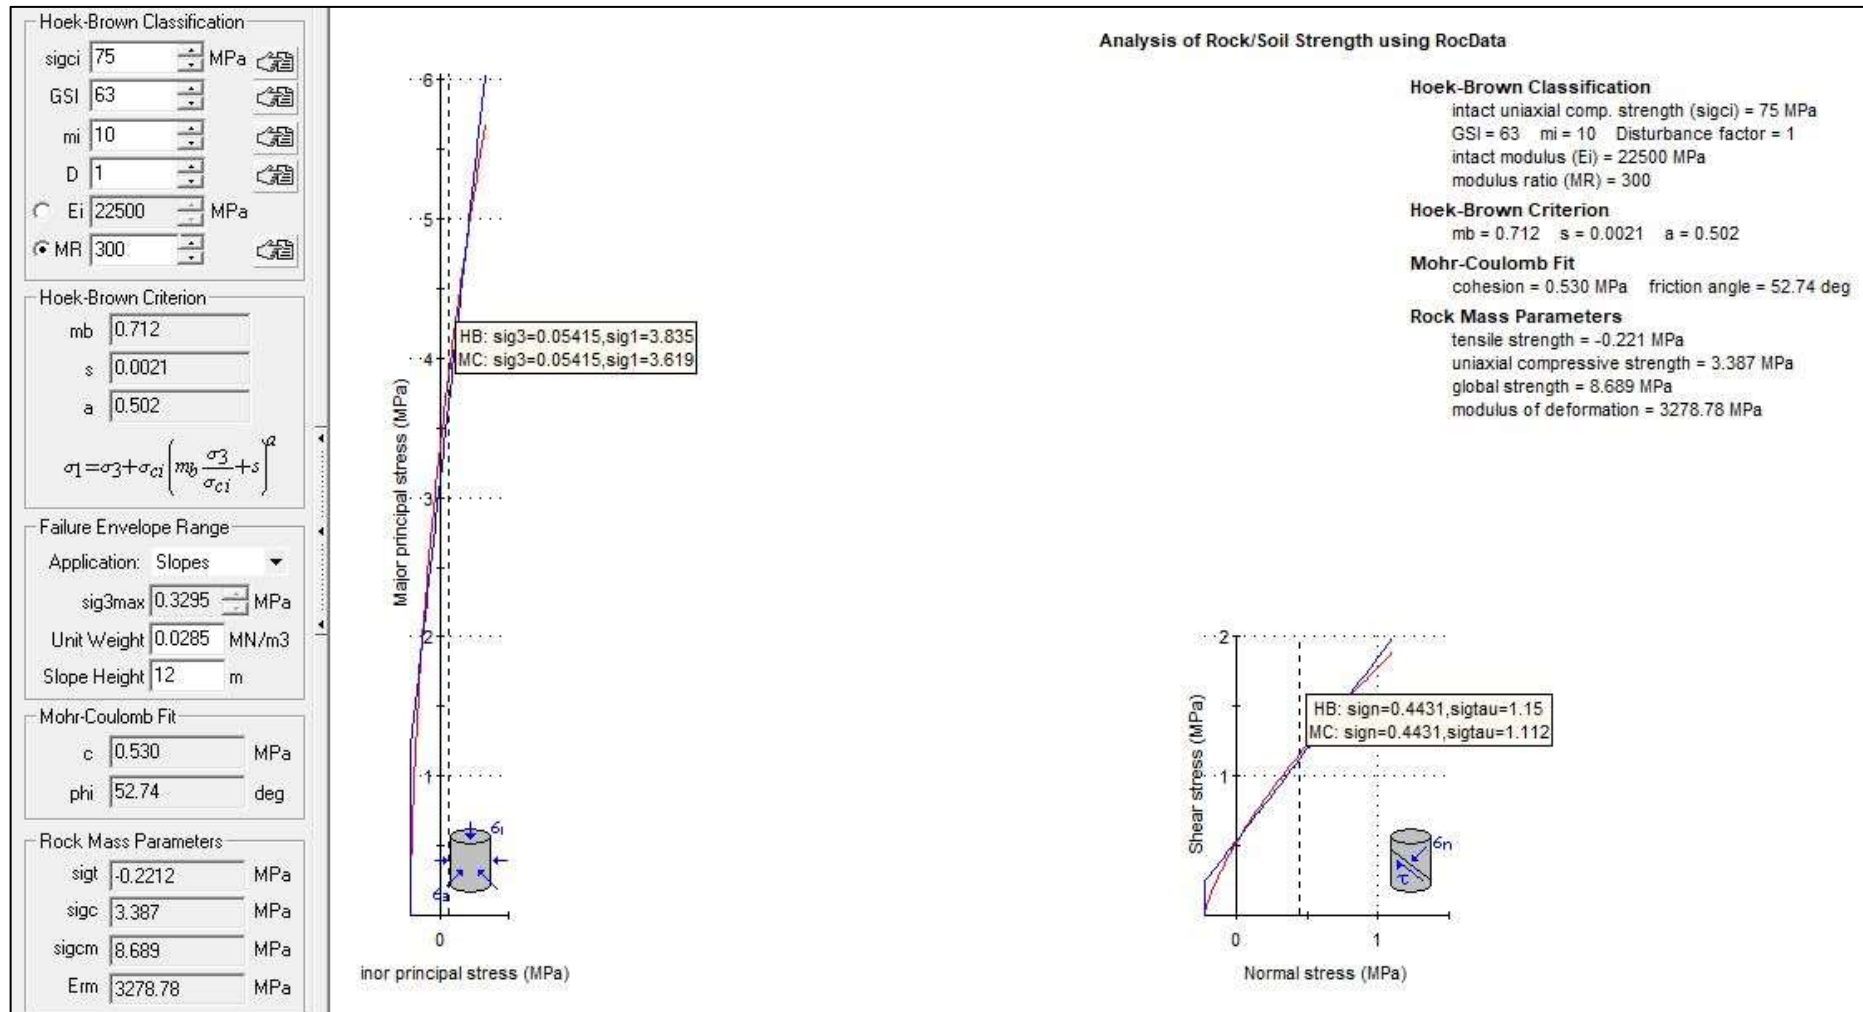 Hoek-Brown Classification
sigci 75 MPa
GSI 63
mi 10
D 1
Ei 22500 MPa
MR 300
Hoek-Brown Criterion
mb 0.712
s 0.0021
a 0.502
σ1=σ3+σci(mb σ3/σci+s)^a
Failure Envelope Range
Application: Slopes
sig3max 0.3295 MPa
Unit Weight 0.0285 MN/m3
Slope Height 12 m
Mohr-Coulomb Fit
c 0.530 MPa
phi 52.74 deg
Rock Mass Parameters
sigt -0.2212 MPa
sigc 3.387 MPa
sigcm 8.689 MPa
Erm 3278.78 MPa
6
5
4
3
2
1
0
Major principal stress (MPa)
HB: sig3=0.05415,sig1=3.835
MC: sig3=0.05415,sig1=3.619
σ1
σ3
inor principal stress (MPa)
Analysis of Rock/Soil Strength using RocData
Hoek-Brown Classification
intact uniaxial comp. strength (sigci) = 75 MPa
GSI = 63 mi = 10 Disturbance factor = 1
intact modulus (Ei) = 22500 MPa
modulus ratio (MR) = 300
Hoek-Brown Criterion
mb = 0.712 s = 0.0021 a = 0.502
Mohr-Coulomb Fit
cohesion = 0.530 MPa friction angle = 52.74 deg
Rock Mass Parameters
tensile strength = -0.221 MPa
uniaxial compressive strength = 3.387 MPa
global strength = 8.689 MPa
modulus of deformation = 3278.78 MPa
2
1
Shear stress (MPa)
HB: sign=0.4431,sigtau=1.15
MC: sign=0.4431,sigtau=1.112
σn
τ
0 1
Normal stress (MPa)